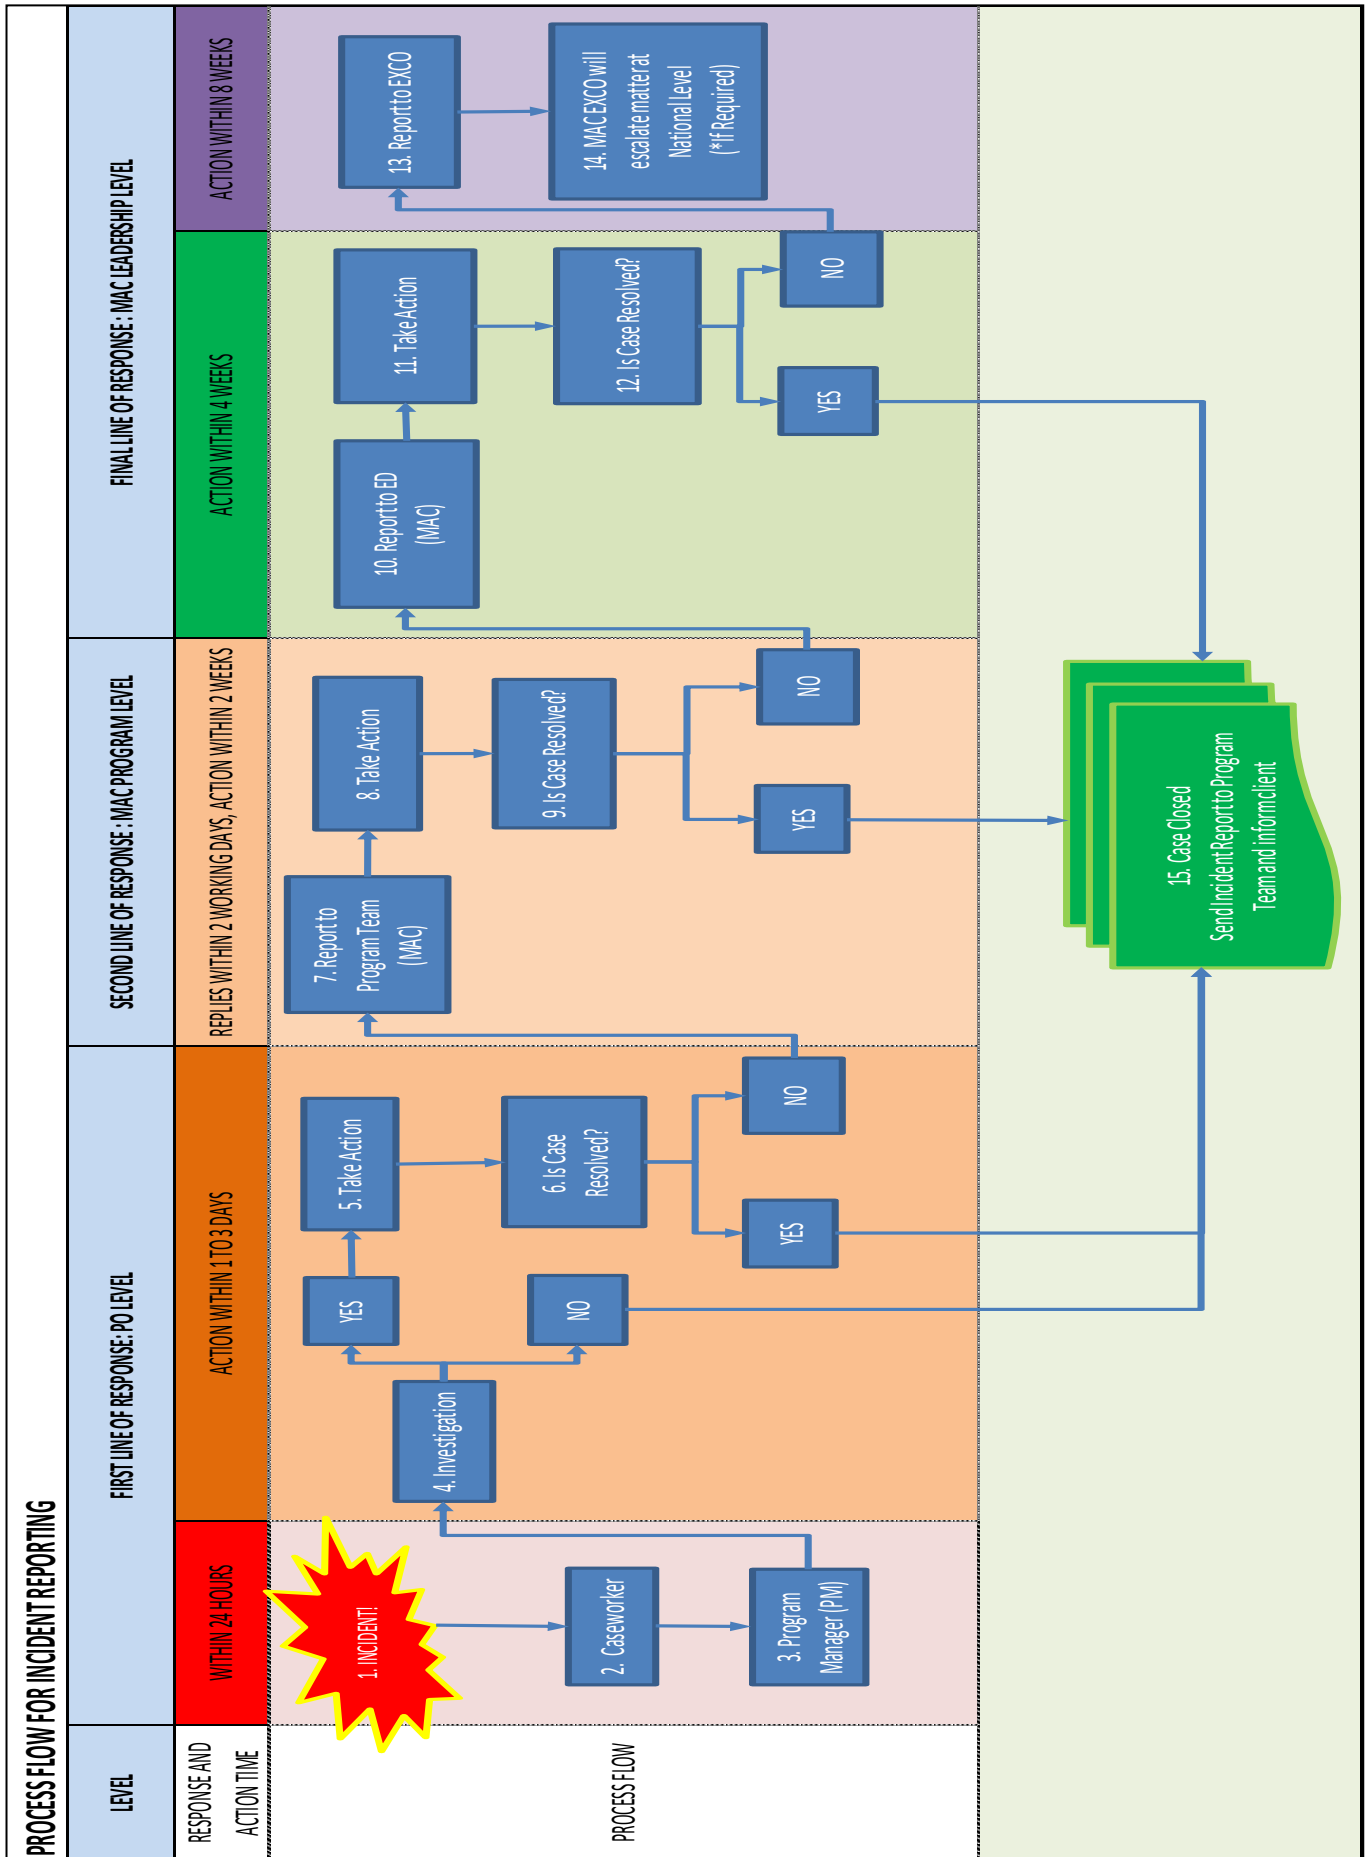 PROCESS FLOW FOR INCIDENT REPORTING
LEVEL
FIRST LINE OF RESPONSE: PO LEVEL
SECOND LINE OF RESPONSE : MAC PROGRAM LEVEL
FINAL LINE OF RESPONSE : MAC LEADERSHIP LEVEL
RESPONSE AND
ACTION TIME
WITHIN 24 HOURS
ACTION WITHIN 1 TO 3 DAYS
REPLIES WITHIN 2 WORKING DAYS, ACTION WITHIN 2 WEEKS
ACTION WITHIN 4 WEEKS
ACTION WITHIN 8 WEEKS
PROCESS FLOW
1. INCIDENT!
2. Caseworker
3. Program
Manager (PM)
4. Investigation
YES
NO
5. Take Action
6. Is Case
Resolved?
YES
NO
7. Report to
Program Team
(MAC)
8. Take Action
9. Is Case Resolved?
YES
NO
10. Report to ED
(MAC)
11. Take Action
12. Is Case Resolved?
YES
NO
13. Report to EXCO
14. MAC EXCO will
escalate matter at
National Level
(*If Required)
15. Case Closed
Send Incident Report to Program
Team and inform client